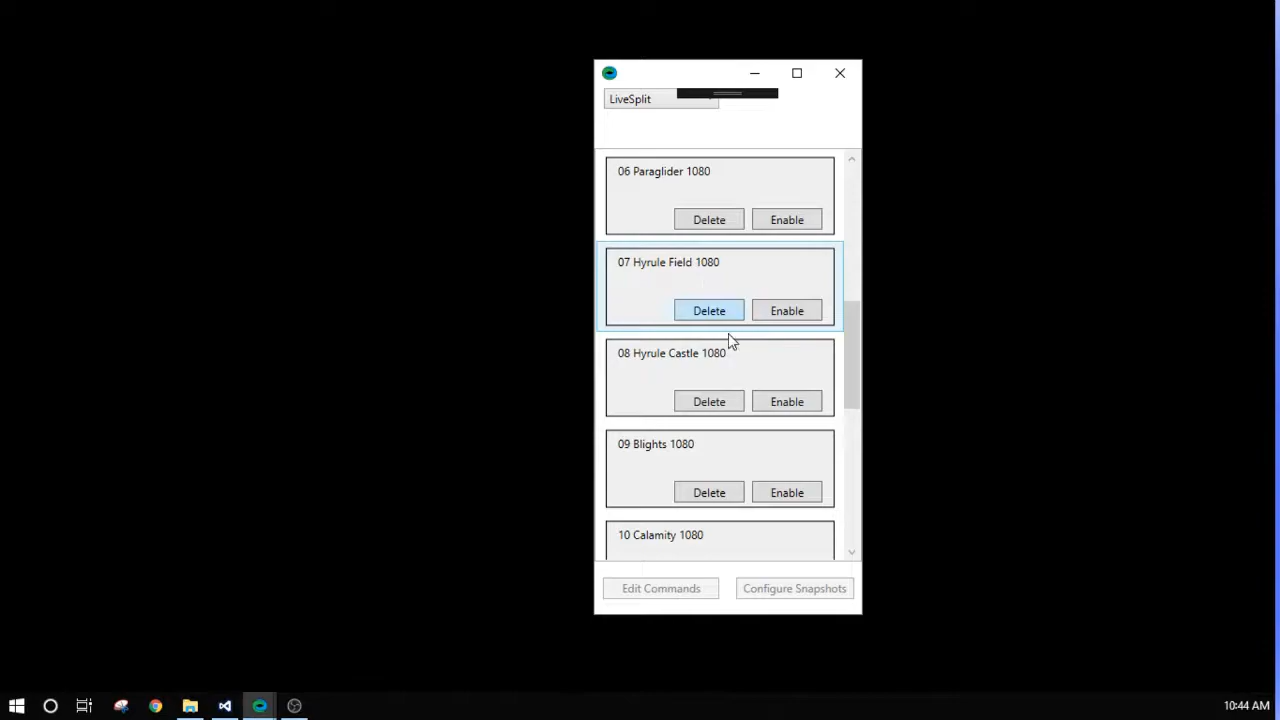 LiveSplit
06 Paraglider 1080
Delete Enable
07 Hyrule Field 1080
Delete Enable
08 Hyrule Castle 1080
Delete Enable
09 Blights 1080
Delete Enable
10 Calamity 1080
Edit Commands Configure Snapshots
10:44 AM